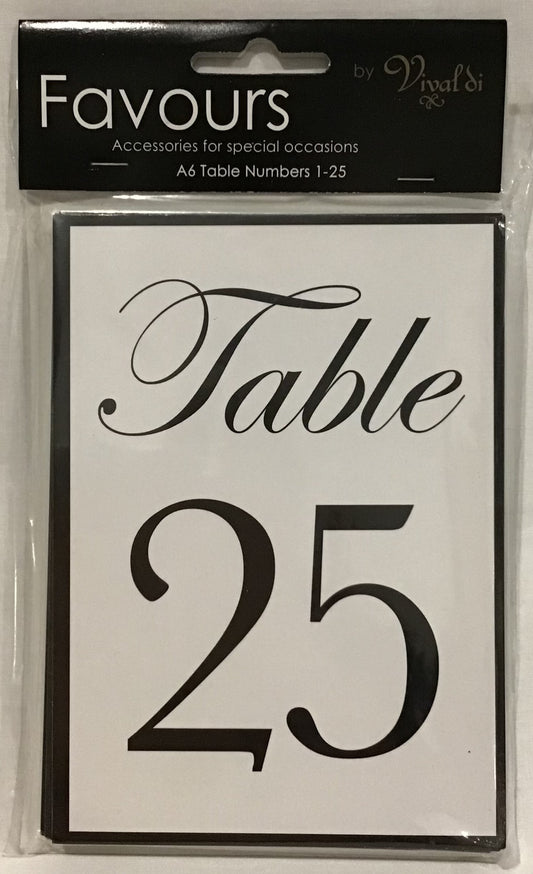 Favours by Vivaldi
Accessories for special occasions
A6 Table Numbers 1-25
Table
25